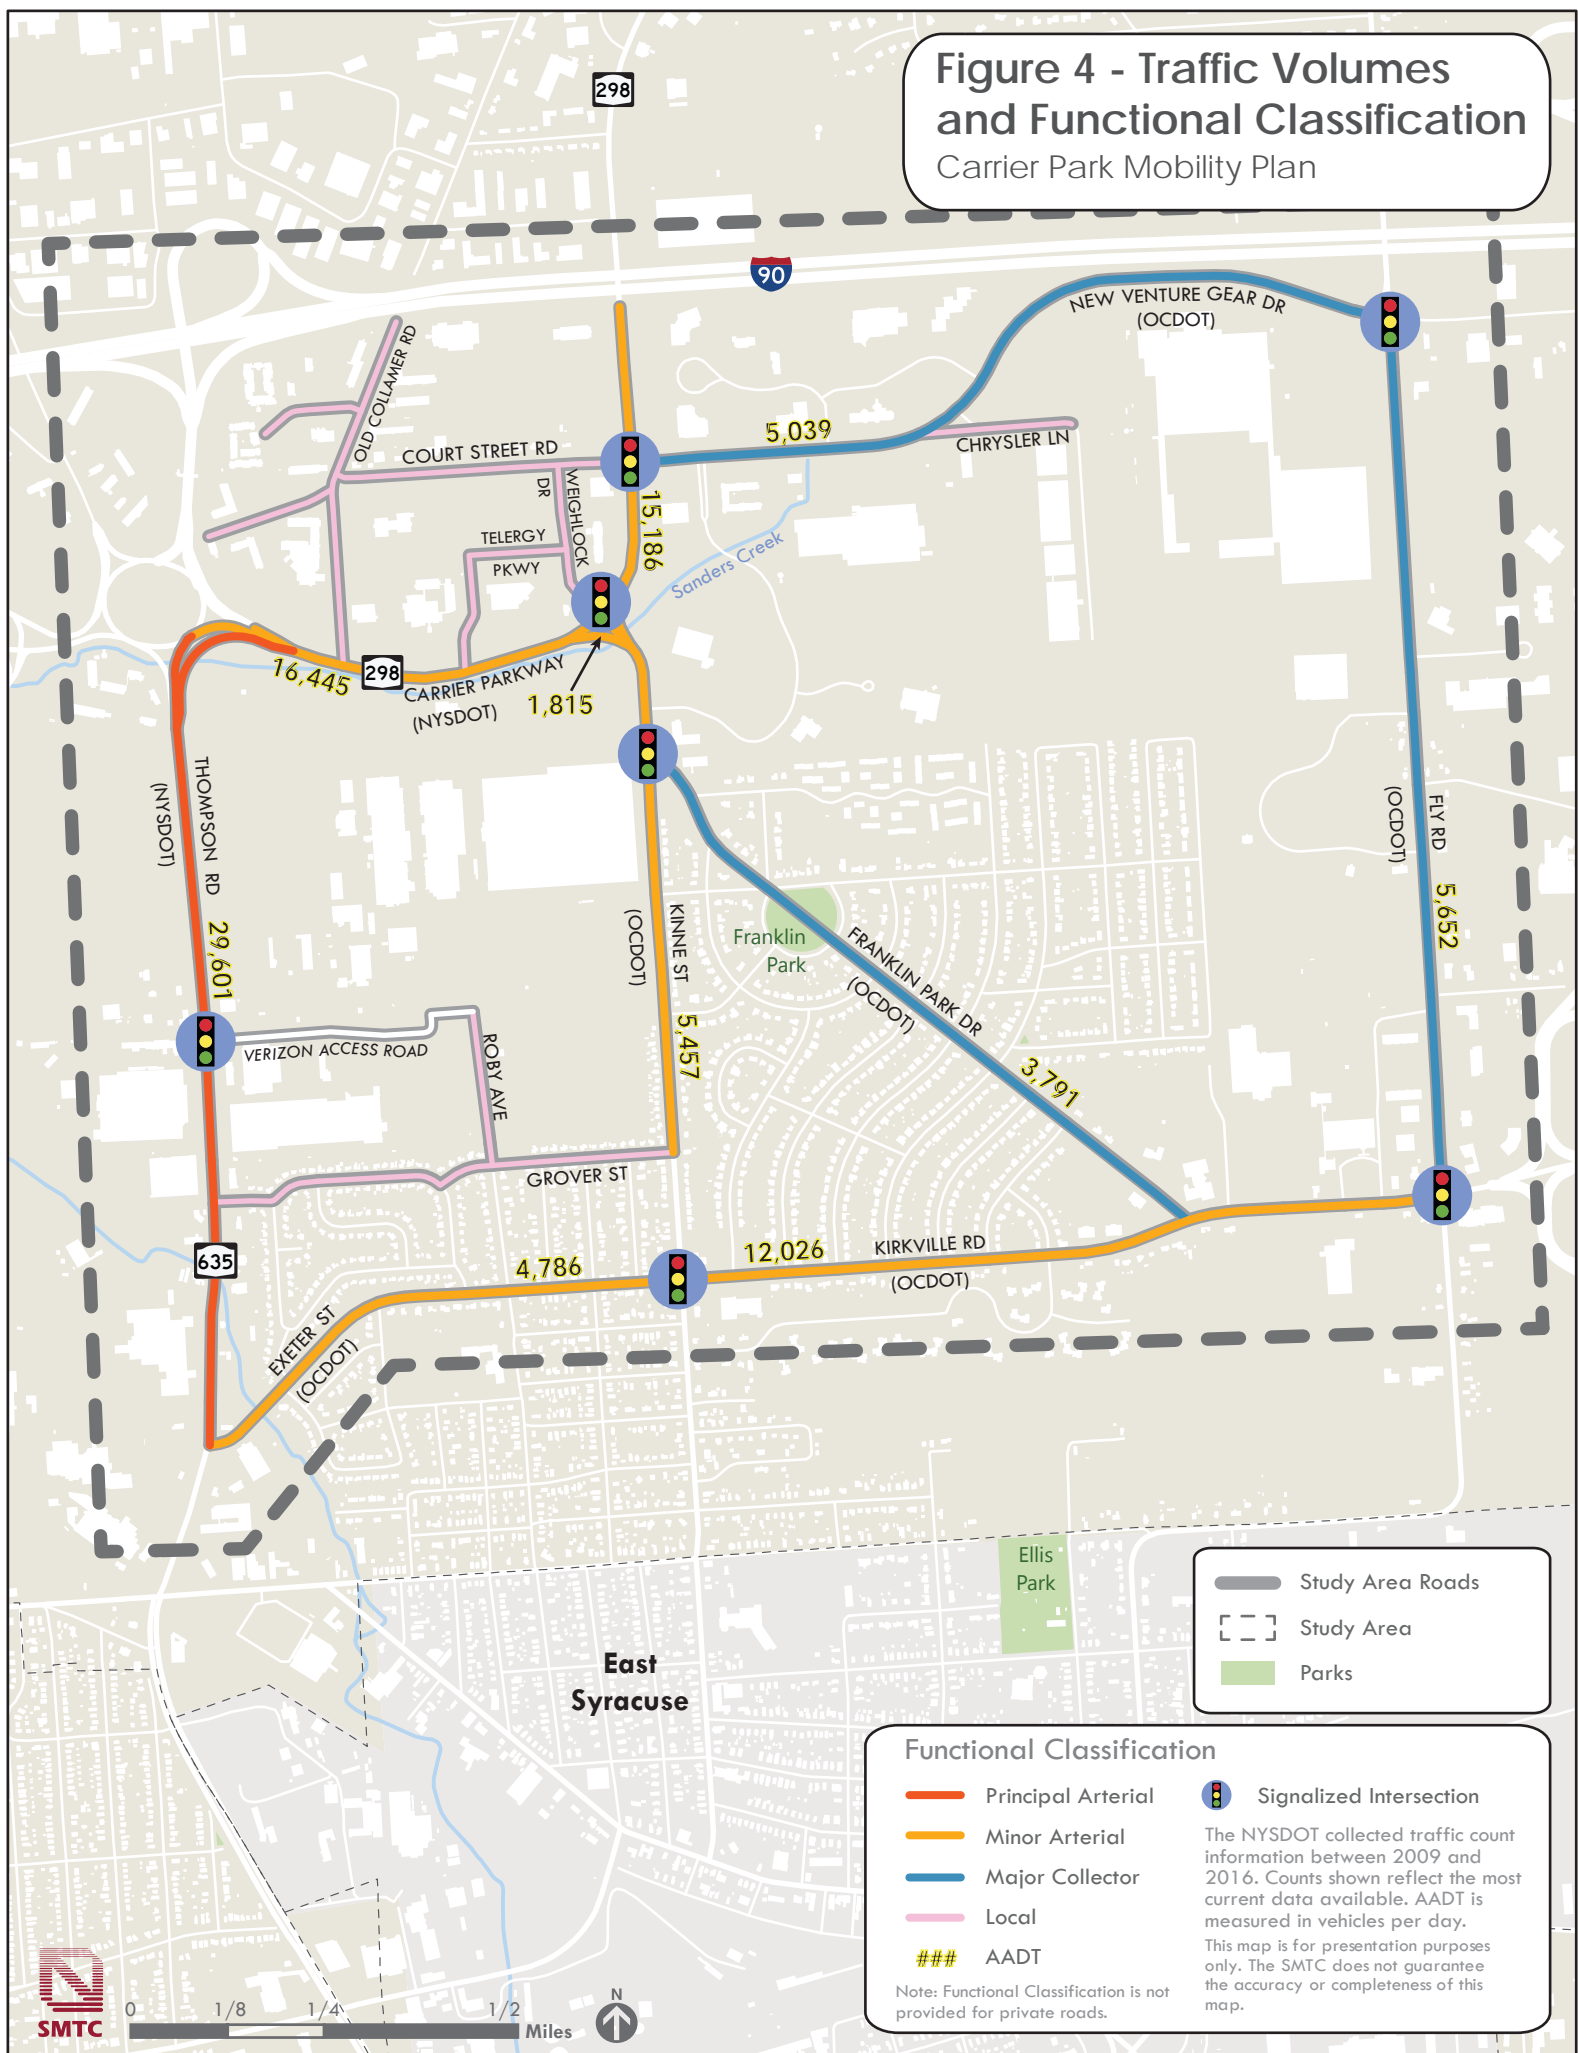 Figure 4 - Traffic Volumes
and Functional Classification
Carrier Park Mobility Plan
298
90
NEW VENTURE GEAR DR
(OCDOT)
OLD COLLAMER RD
COURT STREET RD
5,039
CHRYSLER LN
WEIGHLOCK
DR
15,186
TELERGY
PKWY
Sanders Creek
16,445
298
CARRIER PARKWAY
(NYSDOT)
1,815
THOMPSON RD
(NYSDOT)
29,601
FLY RD
(OCDOT)
5,652
KINNE ST
(OCDOT)
5,457
Franklin
Park
FRANKLIN PARK DR
(OCDOT)
3,791
VERIZON ACCESS ROAD
ROBY AVE
GROVER ST
635
4,786
12,026
KIRKVILLE RD
(OCDOT)
EXETER ST
(OCDOT)
Ellis
Park
East
Syracuse
Study Area Roads
Study Area
Parks
Functional Classification
Principal Arterial
Minor Arterial
Major Collector
Local
### AADT
Note: Functional Classification is not
provided for private roads.
Signalized Intersection
The NYSDOT collected traffic count
information between 2009 and
2016. Counts shown reflect the most
current data available. AADT is
measured in vehicles per day.
This map is for presentation purposes
only. The SMTC does not guarantee
the accuracy or completeness of this
map.
SMTC
0 1/8 1/4 1/2
Miles
N